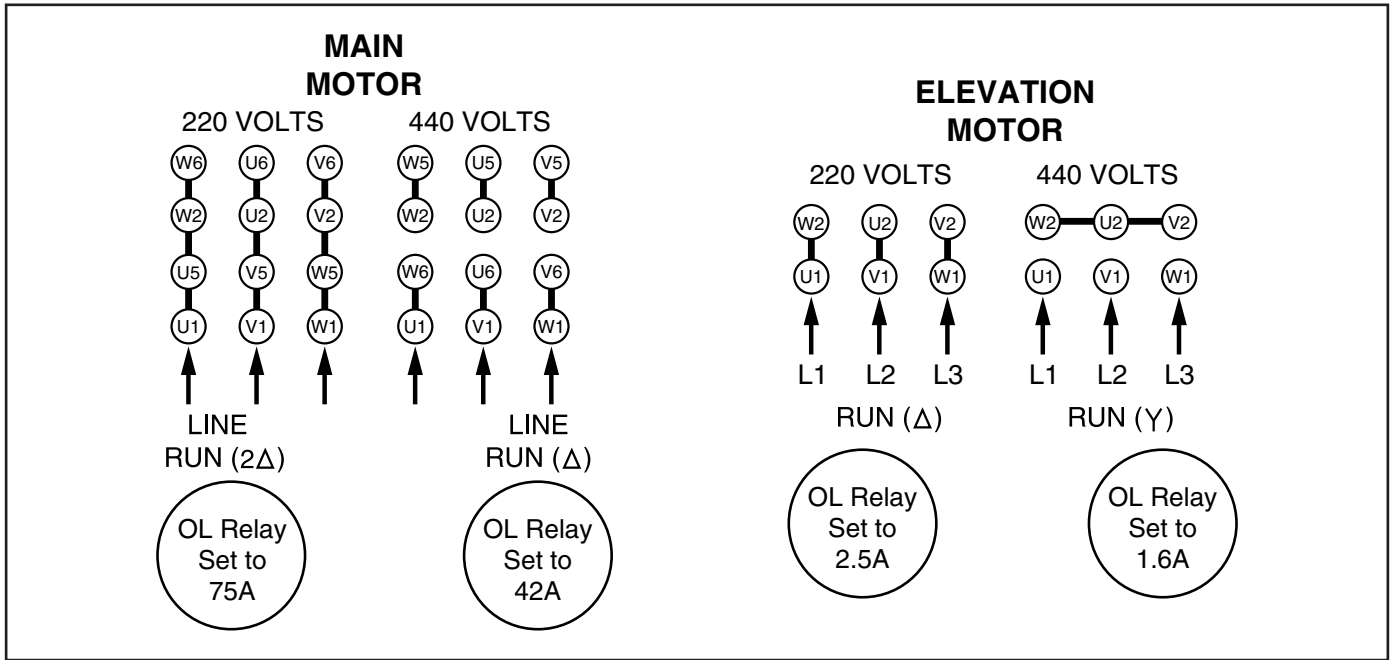 MAIN
MOTOR
220 VOLTS 440 VOLTS
W6 U6 V6 W5 U5 V5
W2 U2 V2 W2 U2 V2
U5 V5 W5 W6 U6 V6
U1 V1 W1 U1 V1 W1
LINE LINE
RUN (2Δ) RUN (Δ)
OL Relay
Set to
75A
OL Relay
Set to
42A
ELEVATION
MOTOR
220 VOLTS 440 VOLTS
W2 U2 V2 W2 U2 V2
U1 V1 W1 U1 V1 W1
L1 L2 L3 L1 L2 L3
RUN (Δ) RUN (Y)
OL Relay
Set to
2.5A
OL Relay
Set to
1.6A